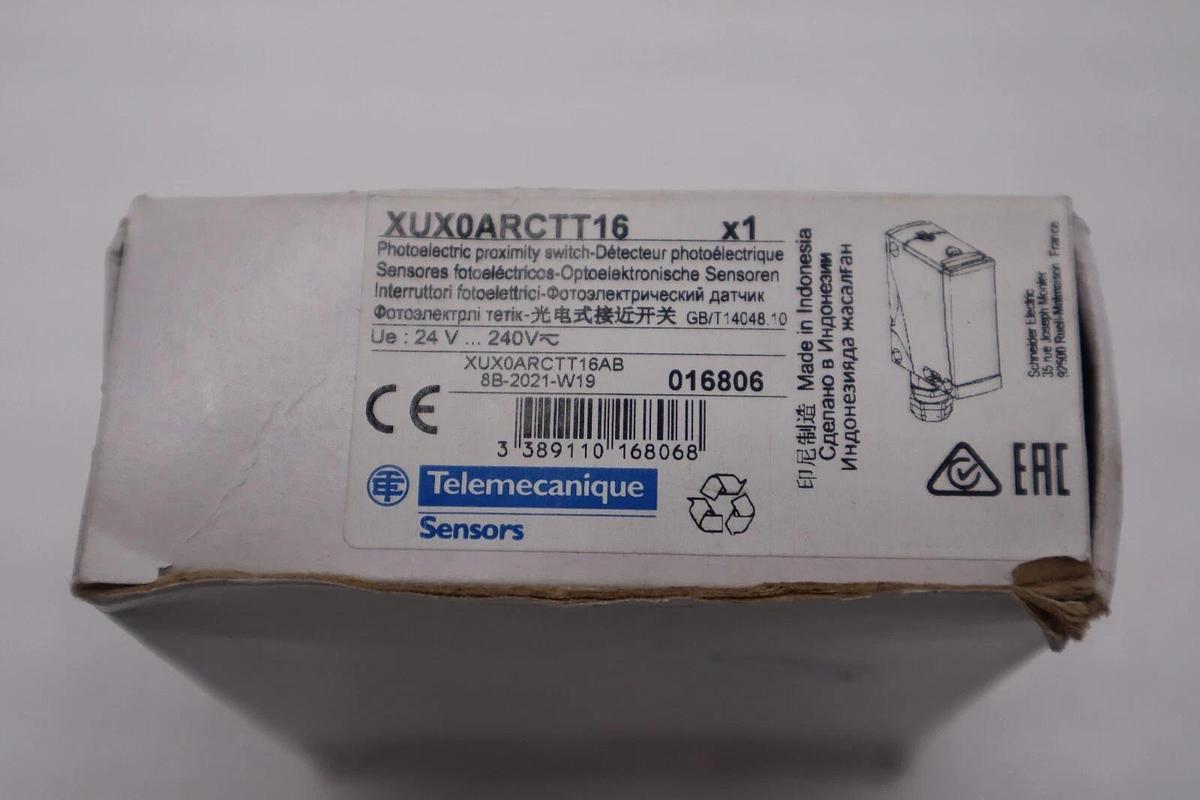 XUX0ARCTT16 x1
Photoelectric proximity switch-Détecteur photoélectrique
Sensores fotoeléctricos-Optoelektronische Sensoren
Interruttori fotoelettrici-Фотоэлектрический датчик
Фотоэлектрлі тетік-光电式接近开关 GB/T14048.10
Ue : 24 V ... 240V
XUX0ARCTT16AB
8B-2021-W19
016806
CE
3 389110 168068
Telemecanique
Sensors
印尼制造 Made in Indonesia
Сделано в Индонезии
Индонезияда жасалған
Schneider Electric
35 rue Joseph Monier
92500 Rueil-Malmaison France
EAC